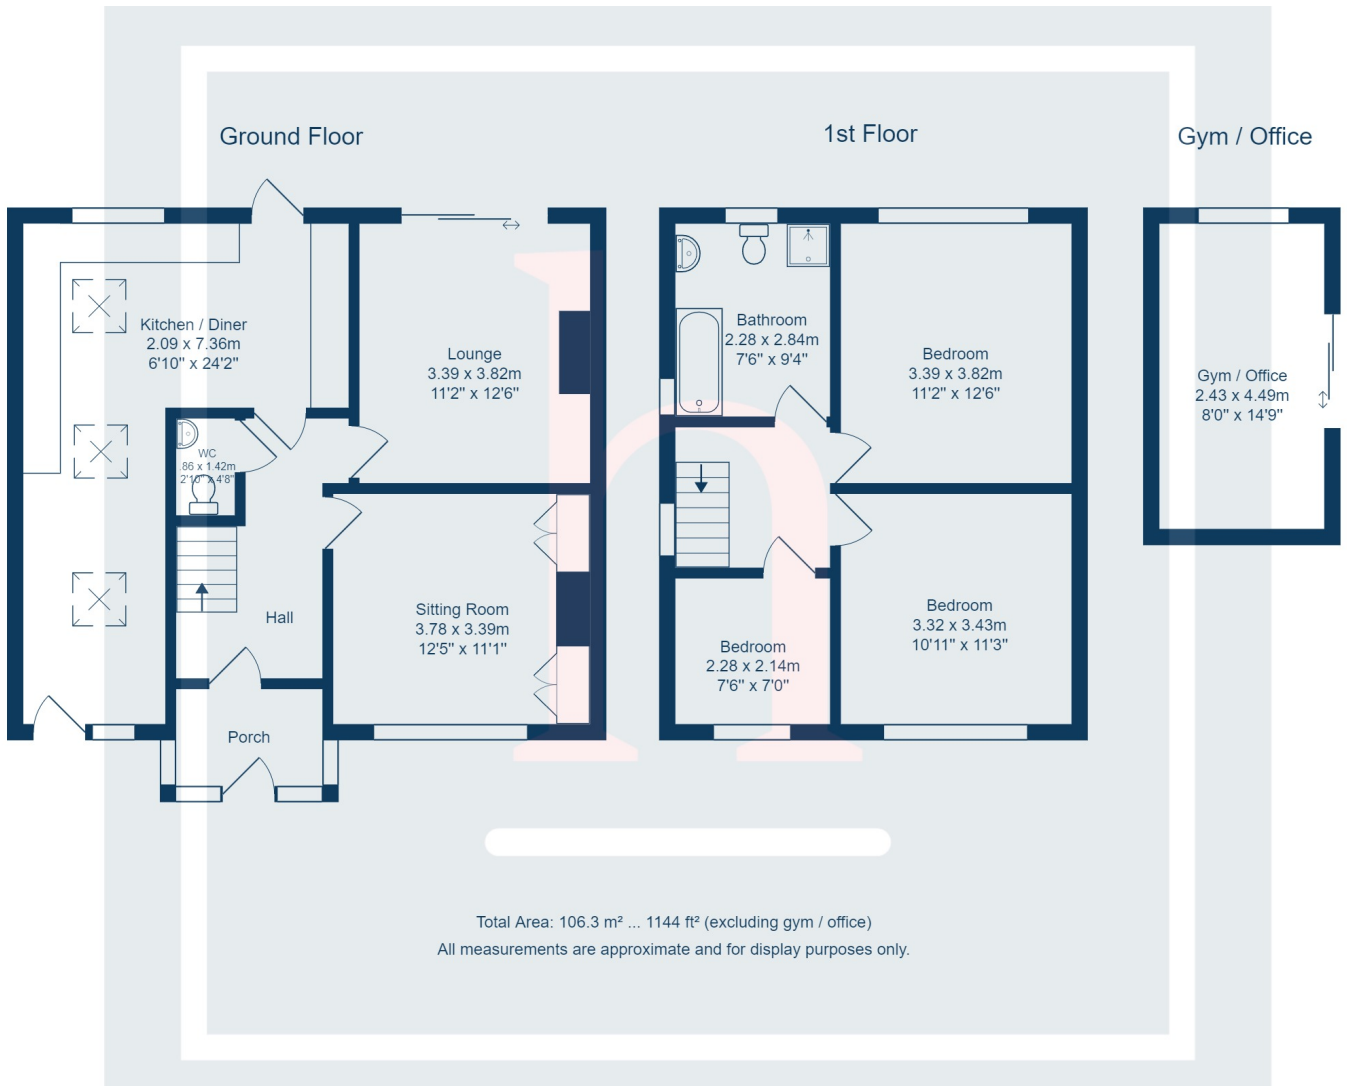 Ground Floor
1st Floor
Gym / Office
Kitchen / Diner
2.09 x 7.36m
6'10" x 24'2"
Lounge
3.39 x 3.82m
11'2" x 12'6"
WC
.86 x 1.42m
2'10" x 4'8"
Hall
Sitting Room
3.78 x 3.39m
12'5" x 11'1"
Porch
Bathroom
2.28 x 2.84m
7'6" x 9'4"
Bedroom
3.39 x 3.82m
11'2" x 12'6"
Bedroom
2.28 x 2.14m
7'6" x 7'0"
Bedroom
3.32 x 3.43m
10'11" x 11'3"
Gym / Office
2.43 x 4.49m
8'0" x 14'9"
Total Area: 106.3 m² ... 1144 ft² (excluding gym / office)
All measurements are approximate and for display purposes only.